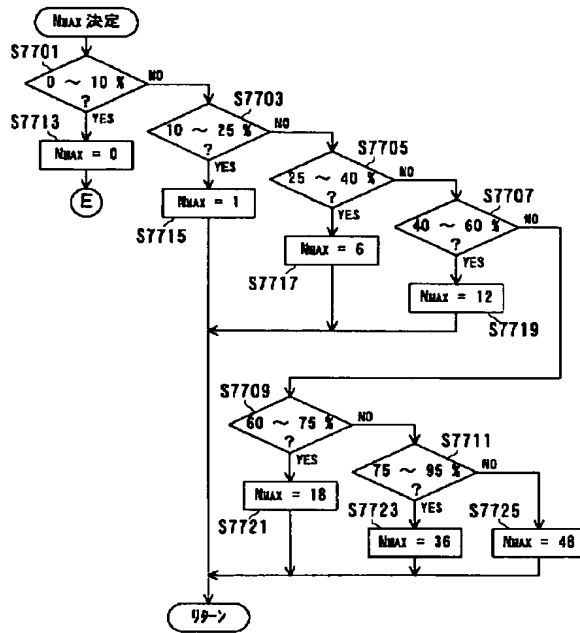 NMAX 決定
S7701
0 ～ 10 %
?
NO
YES
S7713
NMAX = 0
E
S7703
10 ～ 25 %
?
NO
YES
NMAX = 1
S7715
S7705
25 ～ 40 %
?
NO
YES
NMAX = 6
S7717
S7707
40 ～ 60 %
?
NO
YES
NMAX = 12
S7719
S7709
60 ～ 75 %
?
NO
YES
NMAX = 18
S7721
S7711
75 ～ 95 %
?
NO
YES
S7723
NMAX = 36
S7725
NMAX = 48
リターン